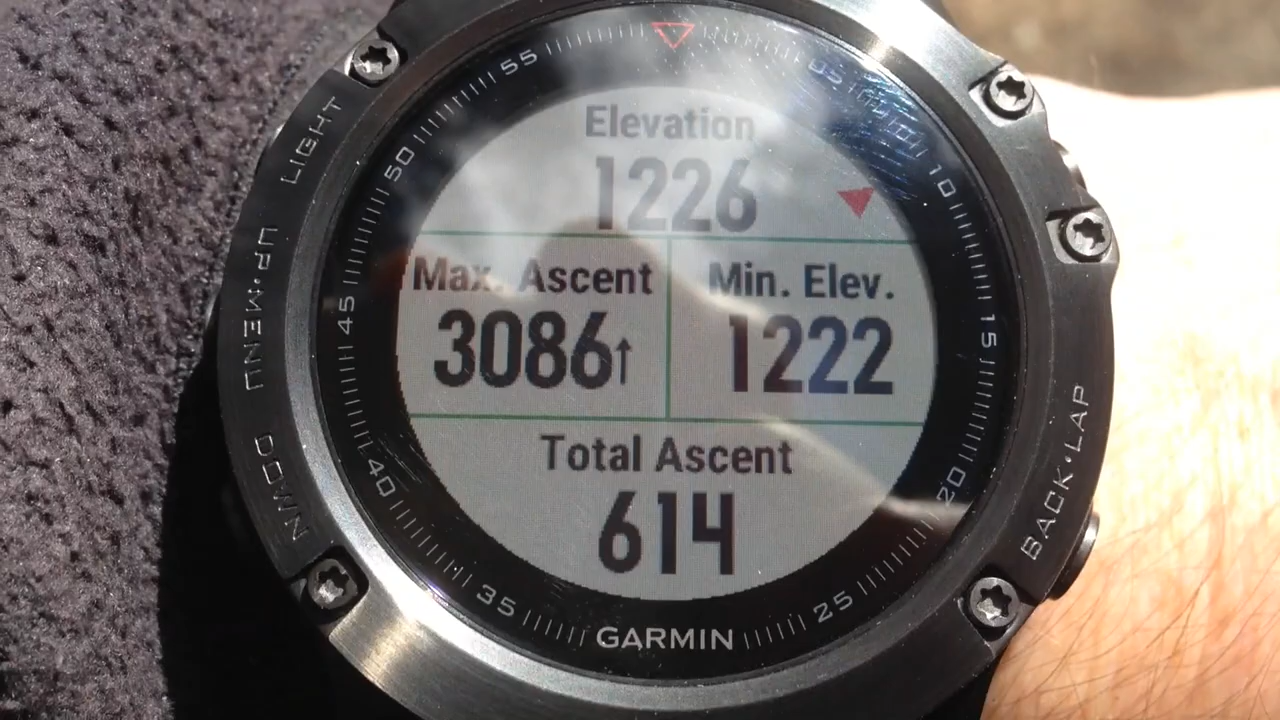 Elevation
1226
Max. Ascent
3086↑
Min. Elev.
1222
Total Ascent
614
GARMIN
LIGHT
UP•MENU
DOWN
BACK•LAP
05
10
15
20
25
35
40
45
50
55